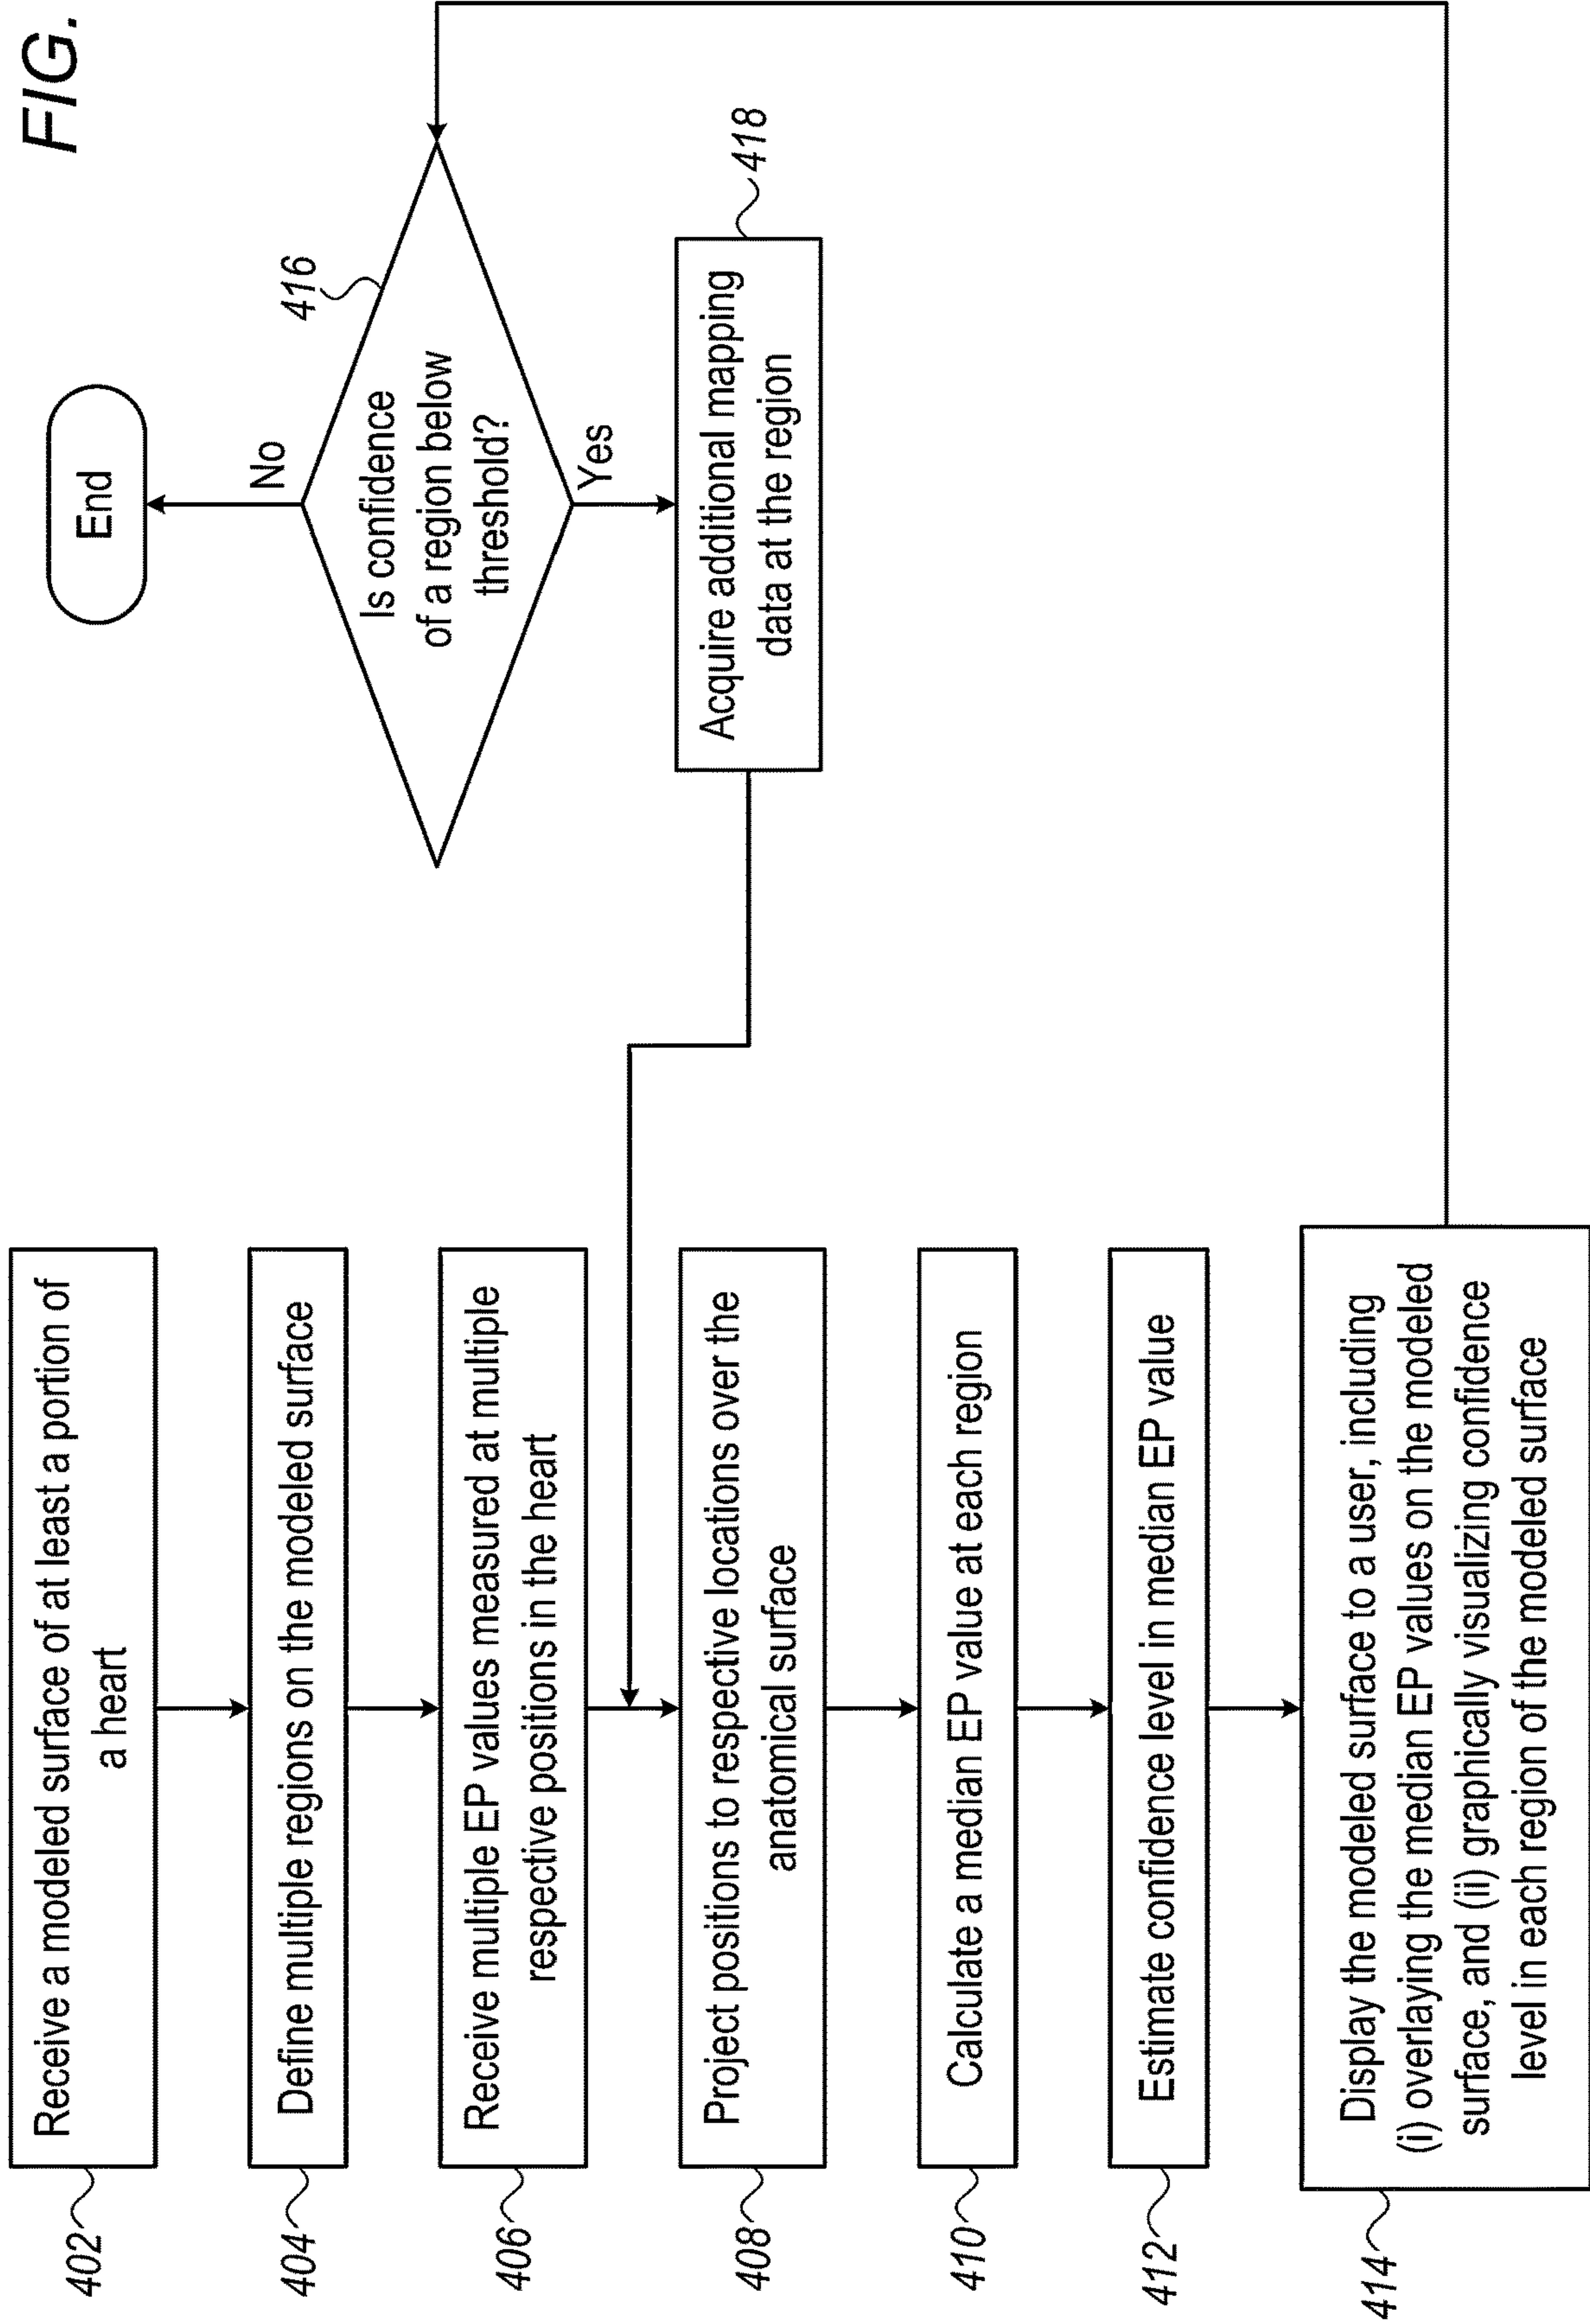 FIG.
402
Receive a modeled surface of at least a portion of
a heart
404
Define multiple regions on the modeled surface
406
Receive multiple EP values measured at multiple
respective positions in the heart
408
Project positions to respective locations over the
anatomical surface
410
Calculate a median EP value at each region
412
Estimate confidence level in median EP value
414
Display the modeled surface to a user, including
(i) overlaying the median EP values on the modeled
surface, and (ii) graphically visualizing confidence
level in each region of the modeled surface
End
No
416
Is confidence
of a region below
threshold?
Yes
418
Acquire additional mapping
data at the region